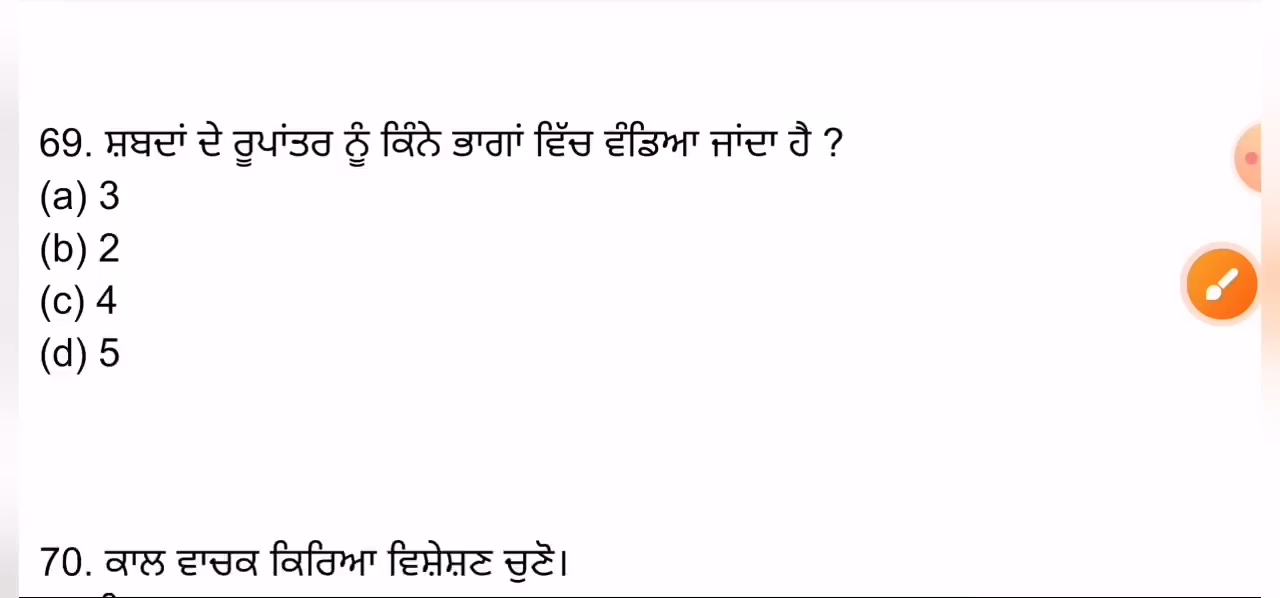 69. ਸ਼ਬਦਾਂ ਦੇ ਰੂਪਾਂਤਰ ਨੂੰ ਕਿੰਨੇ ਭਾਗਾਂ ਵਿੱਚ ਵੰਡਿਆ ਜਾਂਦਾ ਹੈ ?
(a) 3
(b) 2
(c) 4
(d) 5
70. ਕਾਲ ਵਾਚਕ ਕਿਰਿਆ ਵਿਸ਼ੇਸ਼ਣ ਚੁਣੋ।